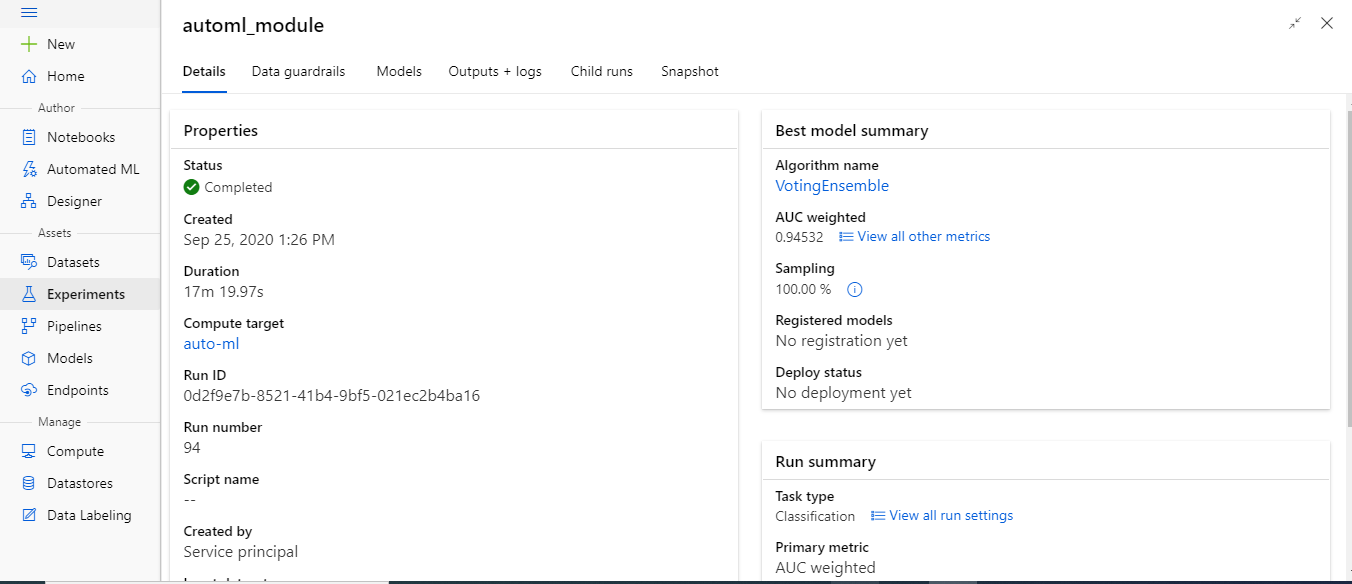 automl_module
New
Home
Author
Notebooks
Automated ML
Designer
Assets
Datasets
Experiments
Pipelines
Models
Endpoints
Manage
Compute
Datastores
Data Labeling
Details Data guardrails Models Outputs + logs Child runs Snapshot
Properties
Status
Completed
Created
Sep 25, 2020 1:26 PM
Duration
17m 19.97s
Compute target
auto-ml
Run ID
0d2f9e7b-8521-41b4-9bf5-021ec2b4ba16
Run number
94
Script name
--
Created by
Service principal
Best model summary
Algorithm name
VotingEnsemble
AUC weighted
0.94532 View all other metrics
Sampling
100.00 %
Registered models
No registration yet
Deploy status
No deployment yet
Run summary
Task type
Classification View all run settings
Primary metric
AUC weighted